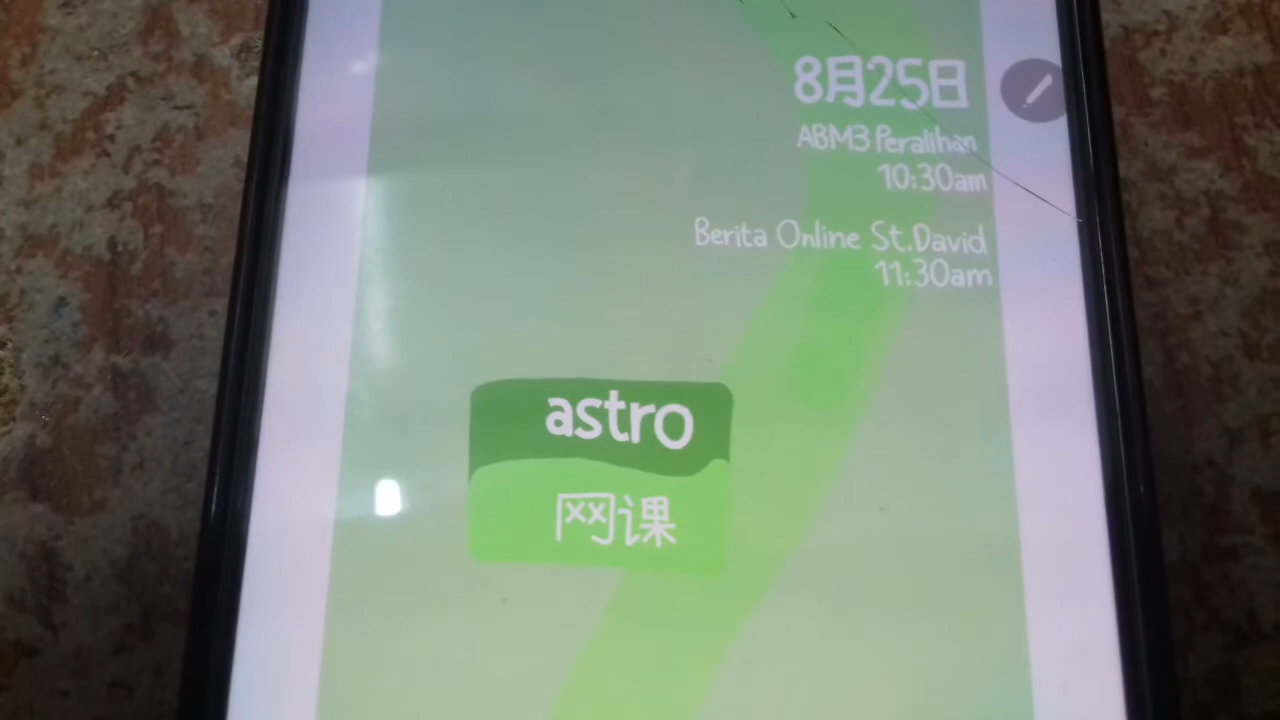 8月25日
ABM3 Peralihan
10:30am
Berita Online St.David
11:30am
astro
网课